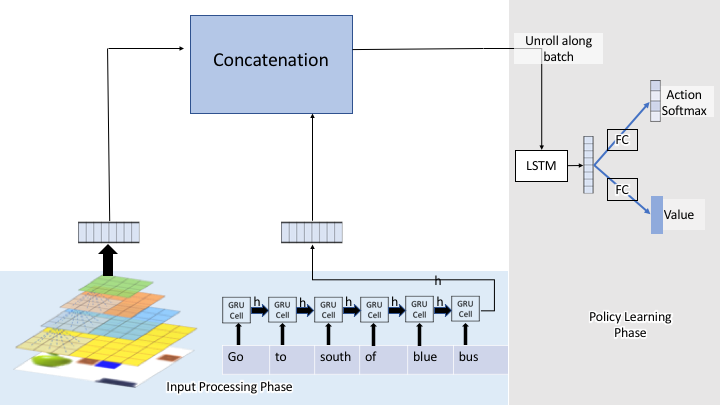 Concatenation
Unroll along
batch
Action
Softmax
FC
LSTM
FC
Value
h
h
h
h
h
h
GRU
Cell
GRU
Cell
GRU
Cell
GRU
Cell
GRU
Cell
GRU
Cell
Go to south of blue bus
Input Processing Phase
Policy Learning
Phase